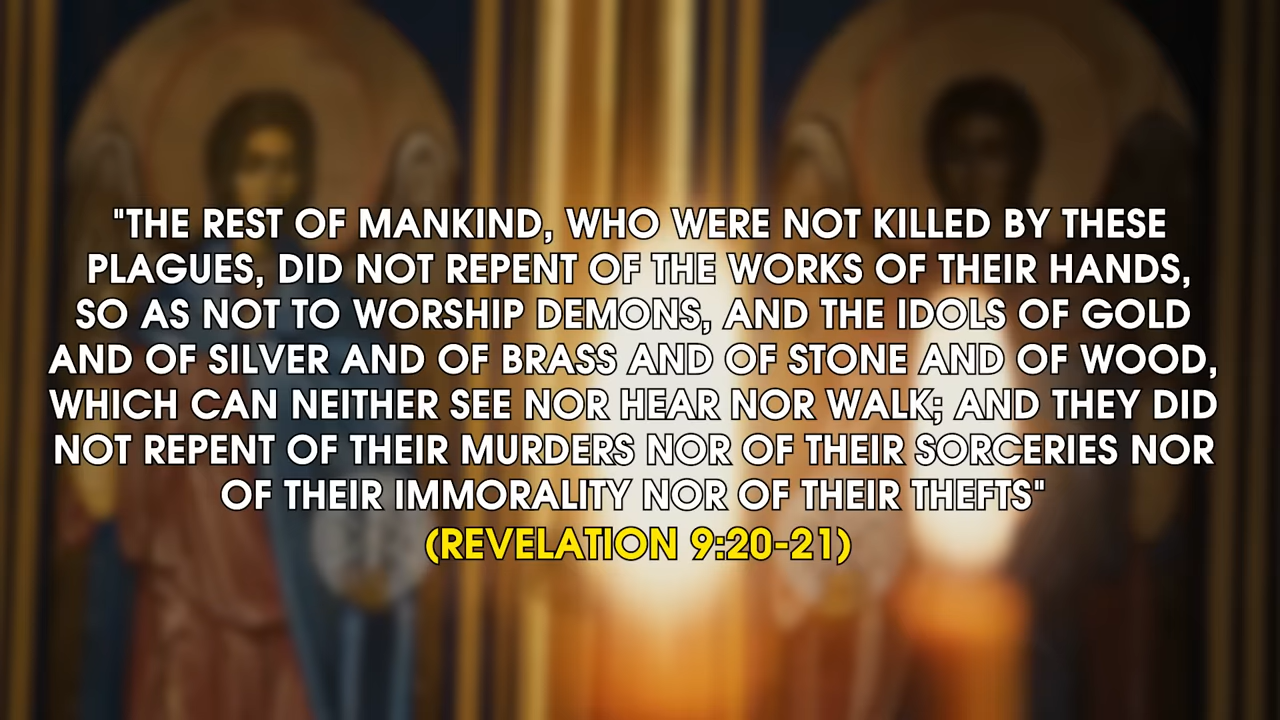 "THE REST OF MANKIND, WHO WERE NOT KILLED BY THESE
PLAGUES, DID NOT REPENT OF THE WORKS OF THEIR HANDS,
SO AS NOT TO WORSHIP DEMONS, AND THE IDOLS OF GOLD
AND OF SILVER AND OF BRASS AND OF STONE AND OF WOOD,
WHICH CAN NEITHER SEE NOR HEAR NOR WALK; AND THEY DID
NOT REPENT OF THEIR MURDERS NOR OF THEIR SORCERIES NOR
OF THEIR IMMORALITY NOR OF THEIR THEFTS"
(REVELATION 9:20-21)